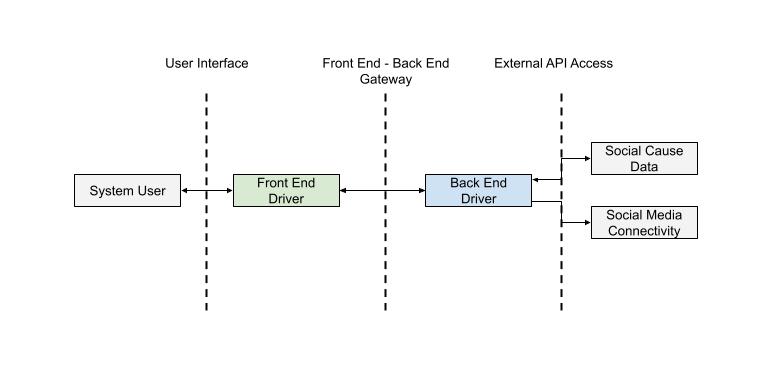 User Interface
Front End - Back End
Gateway
External API Access
System User
Front End
Driver
Back End
Driver
Social Cause
Data
Social Media
Connectivity